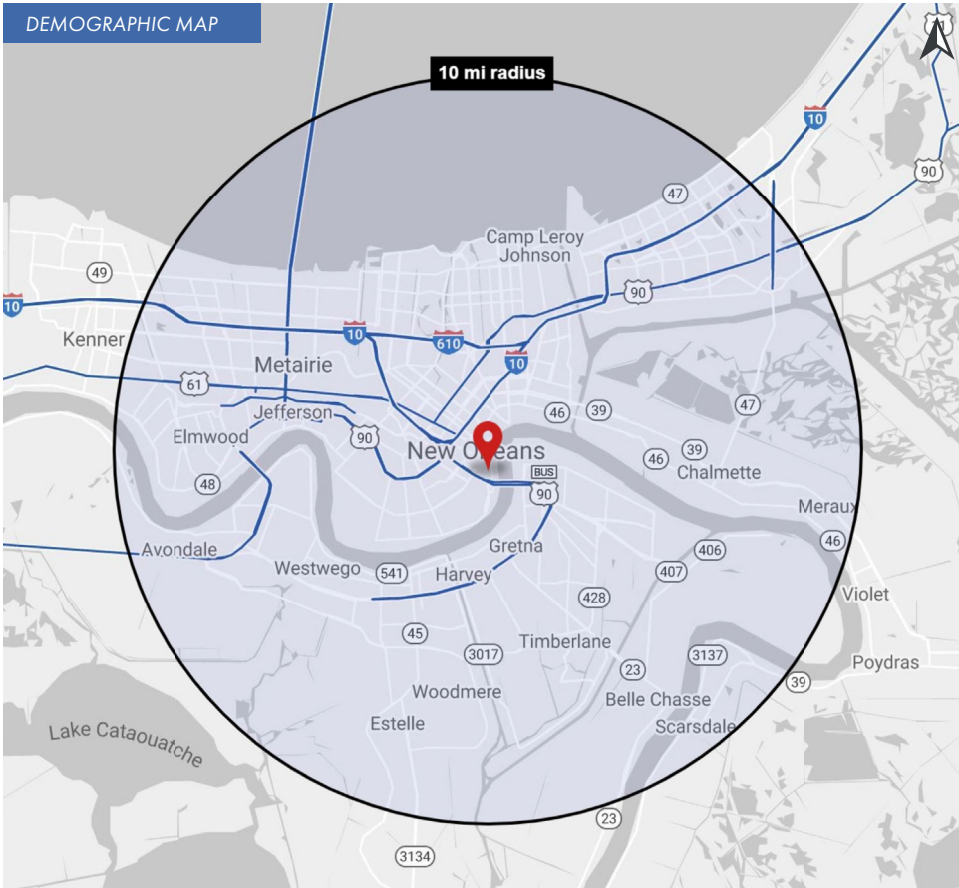 DEMOGRAPHIC MAP
10 mi radius
10
90
47
Camp Leroy
Johnson
49
90
10
10
610
10
Kenner
Metairie
61
47
Jefferson
46
39
Elmwood
90
New Orleans
39
46
BUS
Chalmette
48
90
Meraux
46
Avondale
Gretna
406
Westwego
541
Harvey
407
428
Violet
45
Timberlane
3017
3137
Poydras
23
39
Woodmere
Belle Chasse
Estelle
Scarsdale
Lake Cataouatche
23
3134